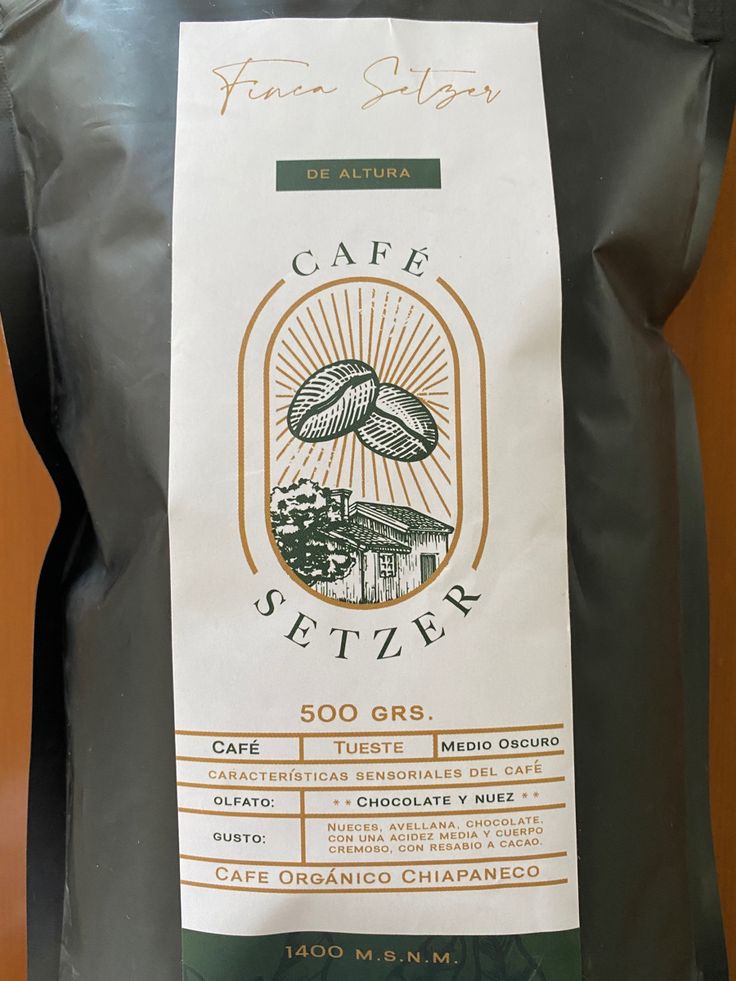 Finca Setzer
DE ALTURA
CAFÉ
SETZER
500 GRS.
CAFÉ TUESTE MEDIO OSCURO
CARACTERÍSTICAS SENSORIALES DEL CAFÉ
OLFATO: ** CHOCOLATE Y NUEZ **
GUSTO: NUECES, AVELLANA, CHOCOLATE,
CON UNA ACIDEZ MEDIA Y CUERPO
CREMOSO, CON RESABIO A CACAO.
CAFE ORGÁNICO CHIAPANECO
1400 M.S.N.M.